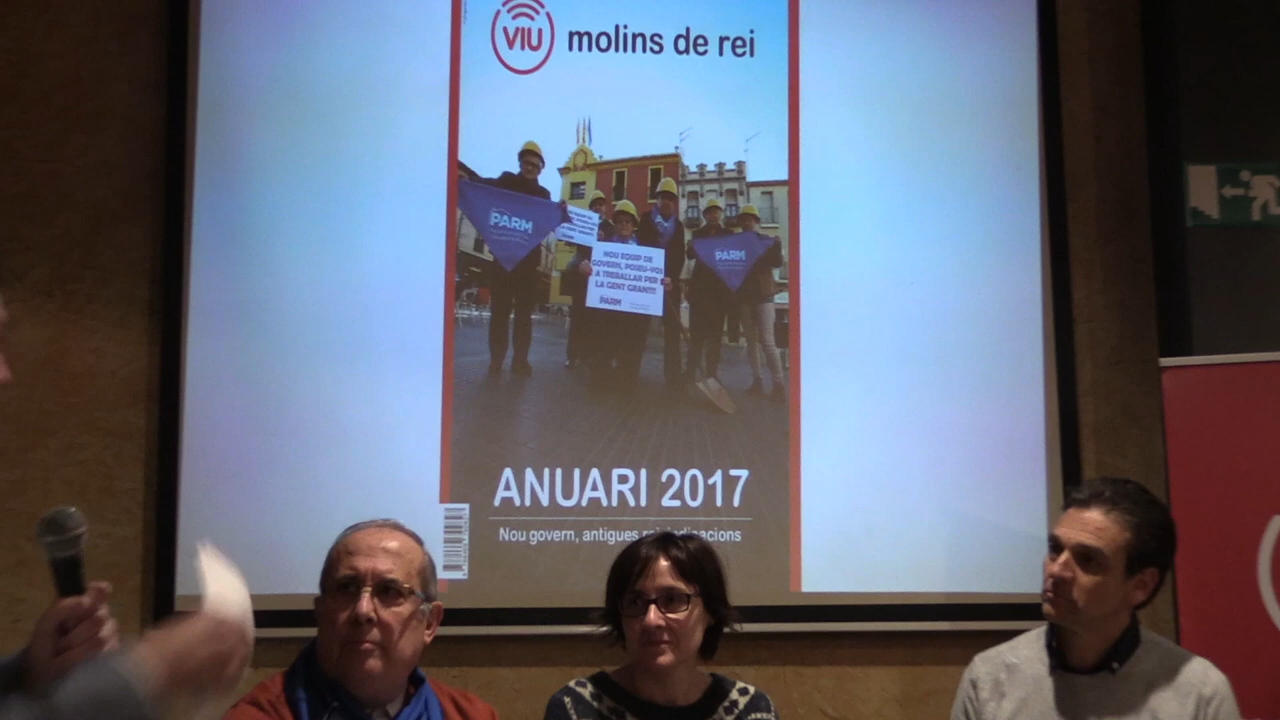 VIU molins de rei
PARM
NOU EQUIP DE
GOVERN, POSEU-VOS
A TREBALLAR PER
LA GENT GRAN!!!!
PARM
PARM
ANUARI 2017
Nou govern, antigues